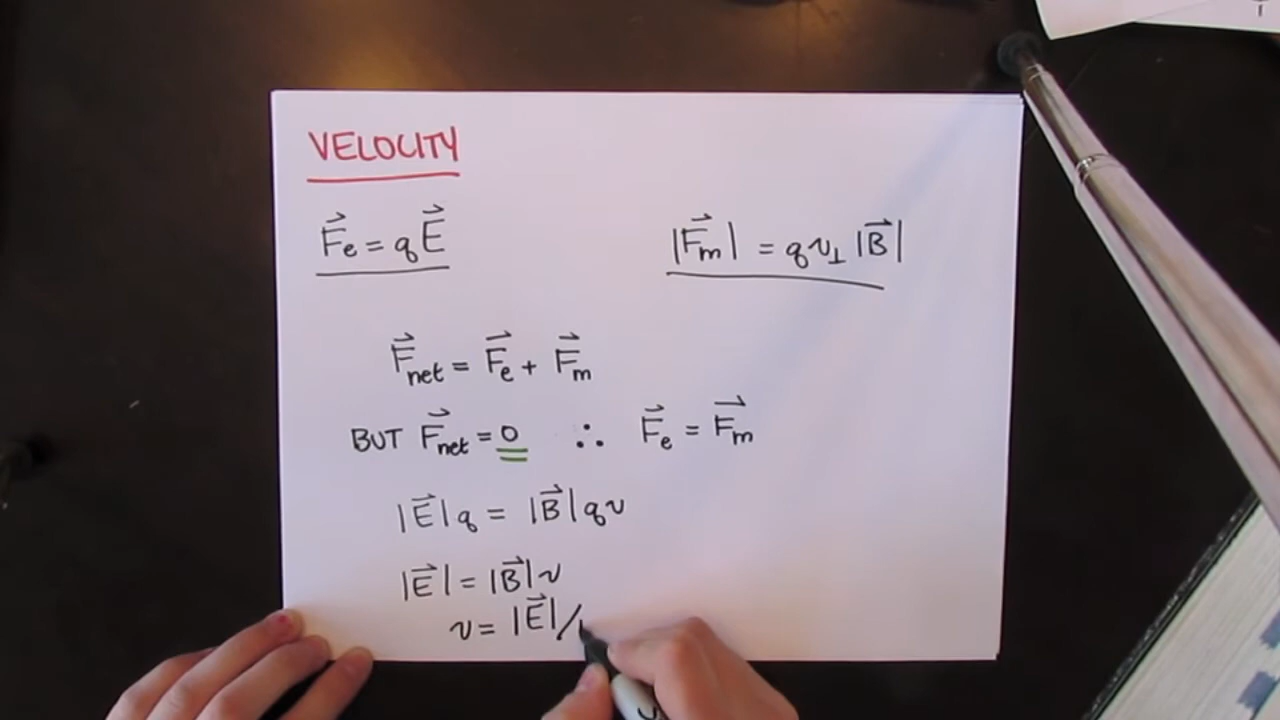 VELOCITY
F⃗e = qE⃗
|F⃗m| = qv⊥|B⃗|
F⃗net = F⃗e + F⃗m
BUT F⃗net = 0 ∴ F⃗e = F⃗m
|E⃗|q = |B⃗|qv
|E⃗| = |B⃗|v
v = |E⃗|/